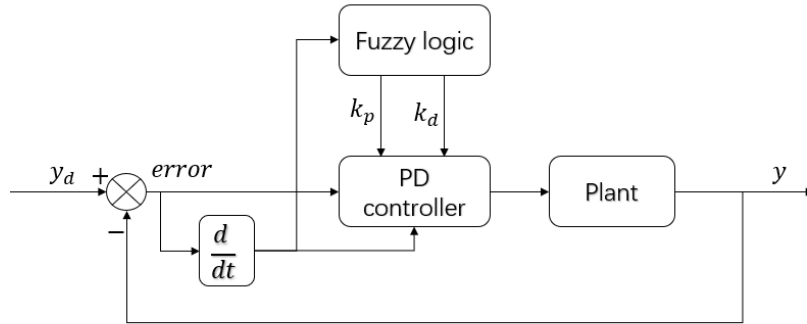 Fuzzy logic
k_p
k_d
y_d
+
error
PD
controller
Plant
y
−
d
dt